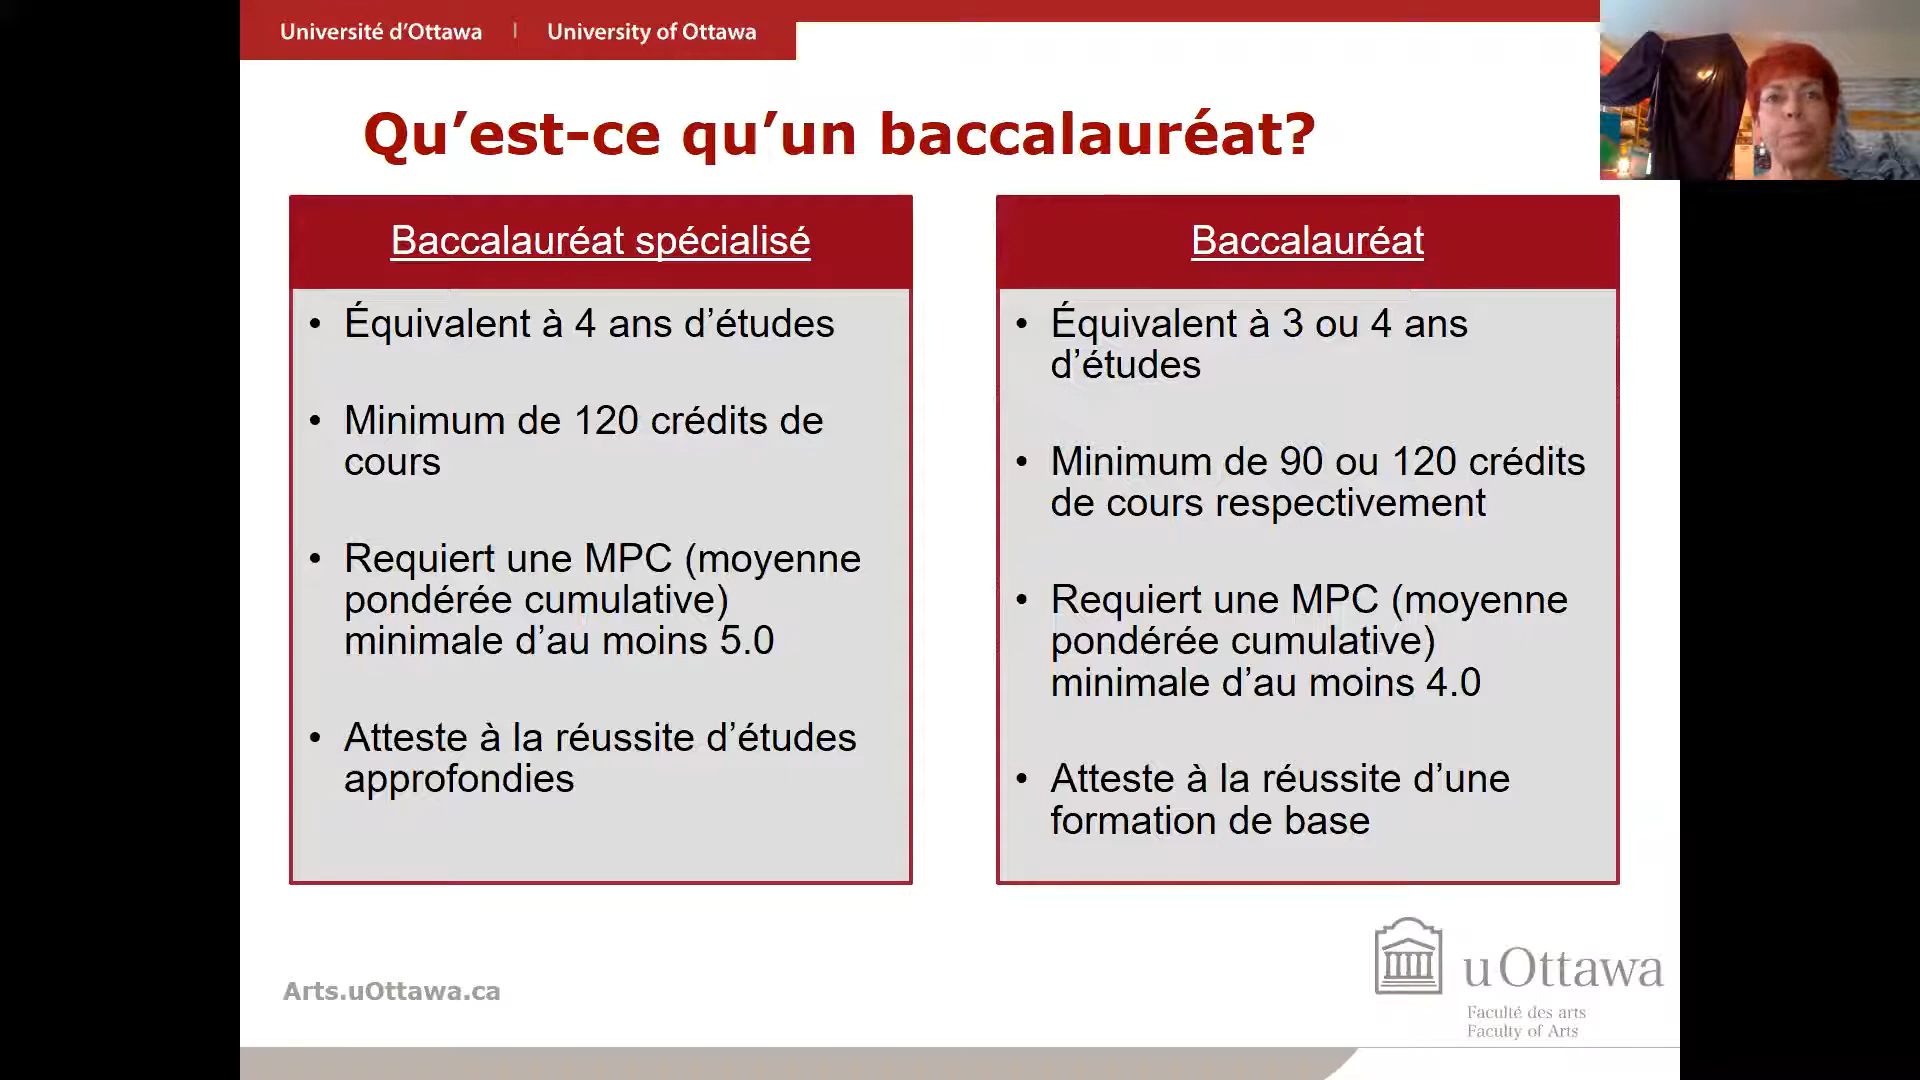 Université d’Ottawa | University of Ottawa
Qu’est-ce qu’un baccalauréat?
Baccalauréat spécialisé
• Équivalent à 4 ans d’études
• Minimum de 120 crédits de
cours
• Requiert une MPC (moyenne
pondérée cumulative)
minimale d’au moins 5.0
• Atteste à la réussite d’études
approfondies
Baccalauréat
• Équivalent à 3 ou 4 ans
d’études
• Minimum de 90 ou 120 crédits
de cours respectivement
• Requiert une MPC (moyenne
pondérée cumulative)
minimale d’au moins 4.0
• Atteste à la réussite d’une
formation de base
Arts.uOttawa.ca
uOttawa
Faculté des arts
Faculty of Arts